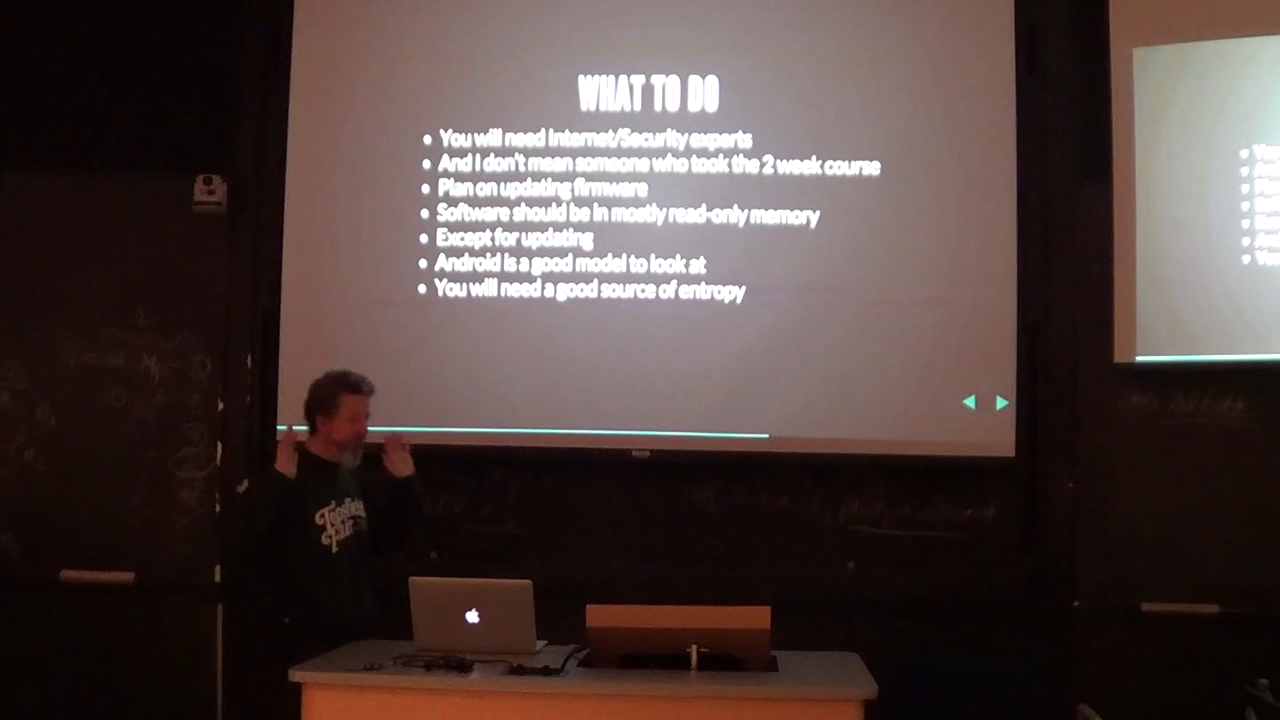 WHAT TO DO
You will need Internet/Security experts
And I don't mean someone who took the 2 week course
Plan on updating firmware
Software should be in mostly read-only memory
Except for updating
Android is a good model to look at
You will need a good source of entropy
Topsfield
Fair